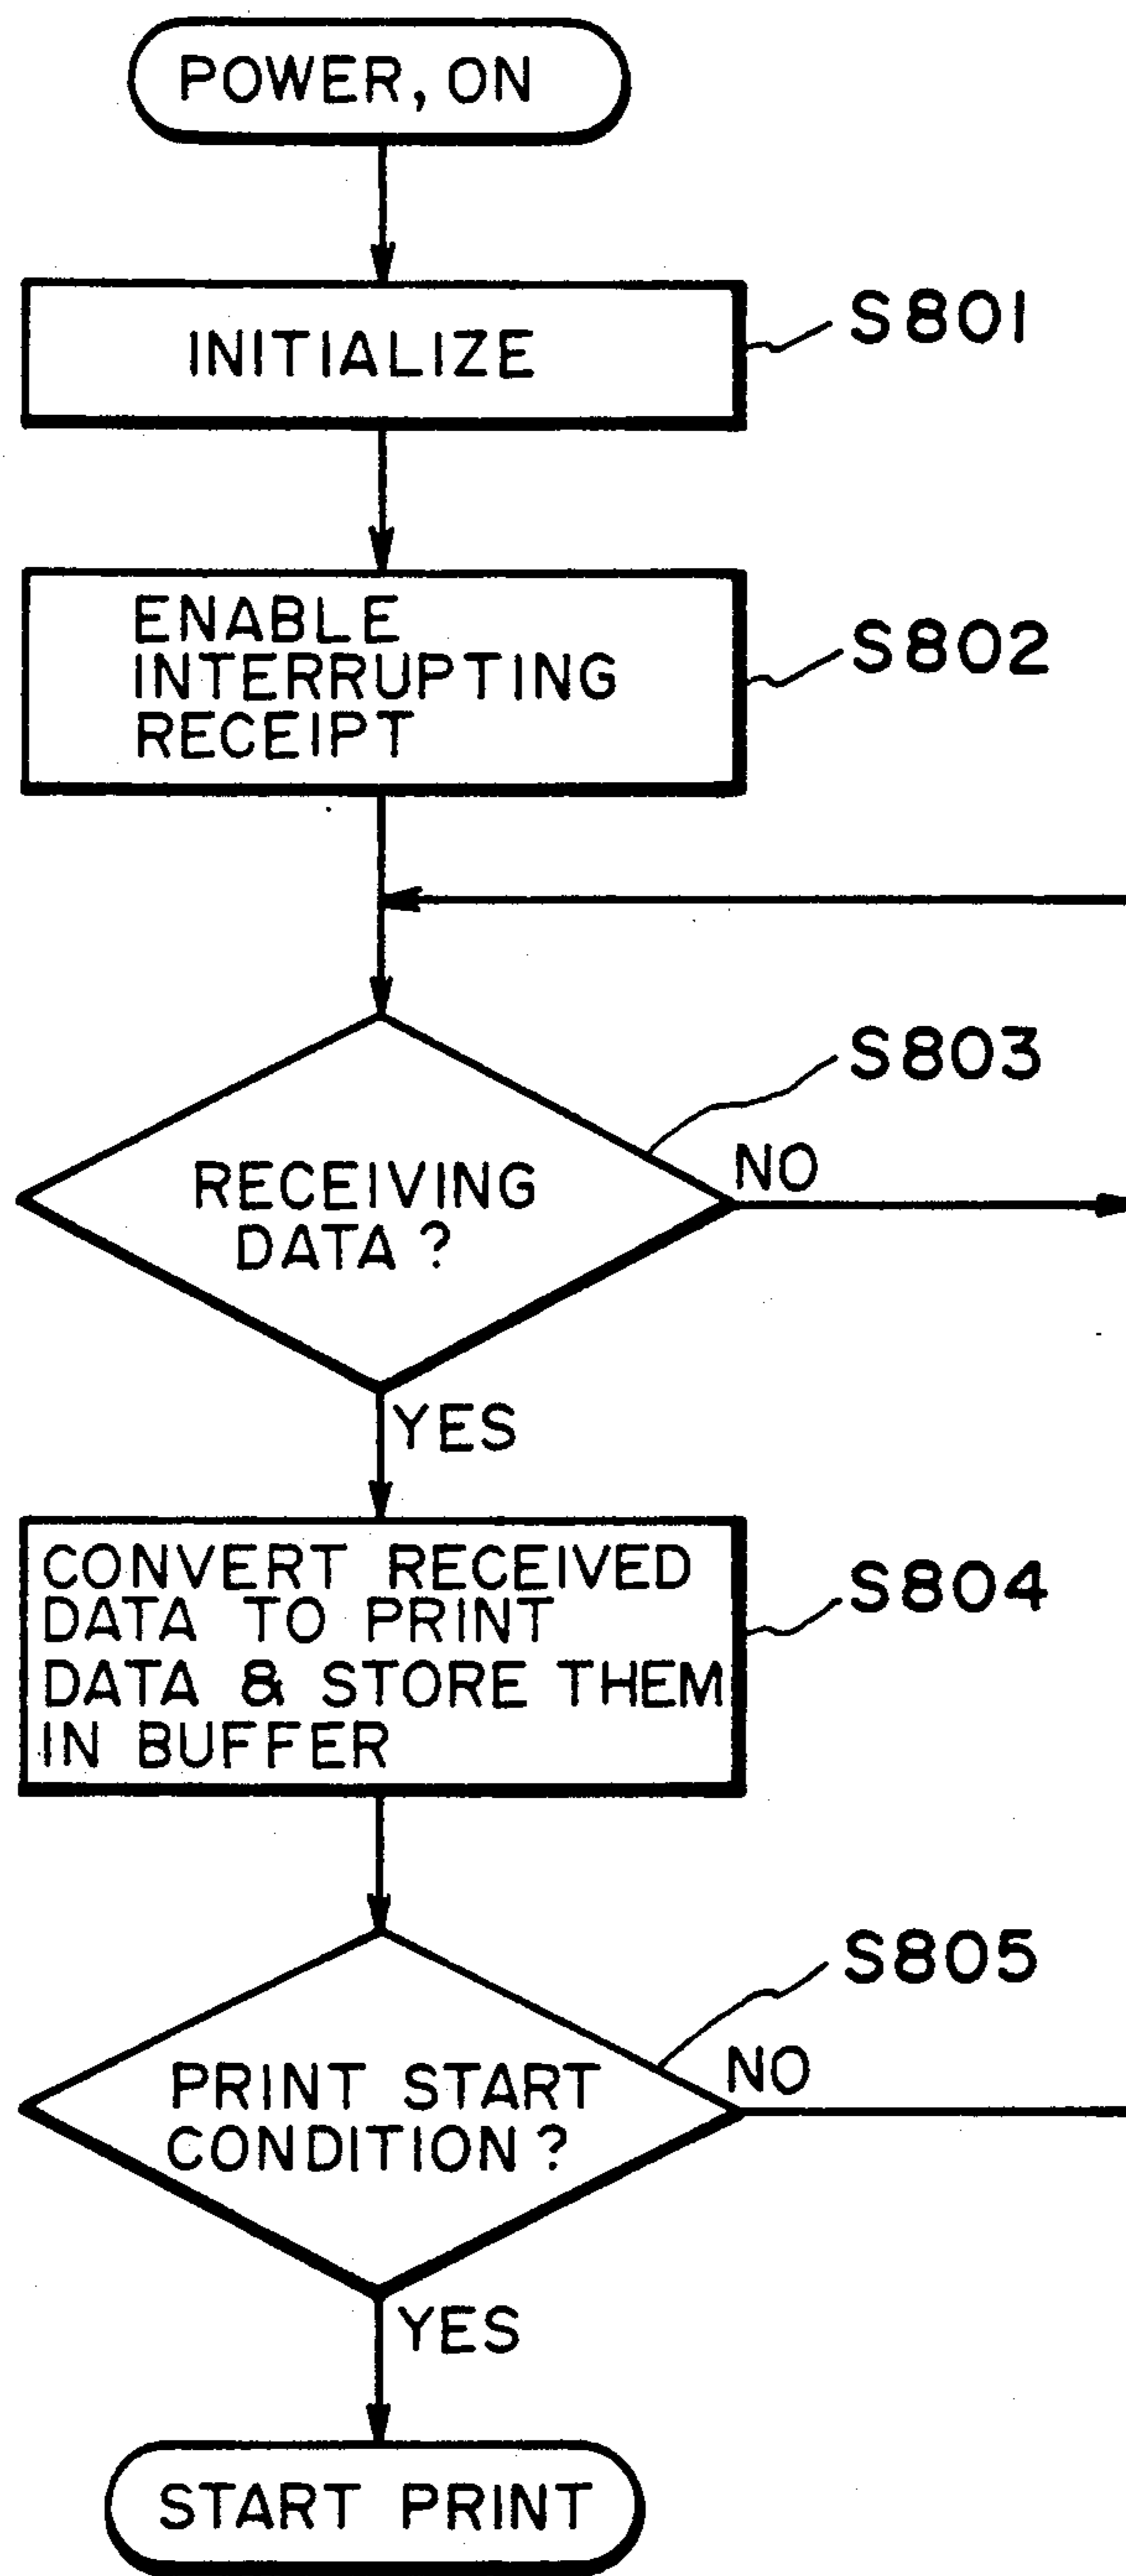 POWER, ON
INITIALIZE
S801
ENABLE
INTERRUPTING
RECEIPT
S802
RECEIVING
DATA?
S803
NO
YES
CONVERT RECEIVED
DATA TO PRINT
DATA & STORE THEM
IN BUFFER
S804
PRINT START
CONDITION?
S805
NO
YES
START PRINT